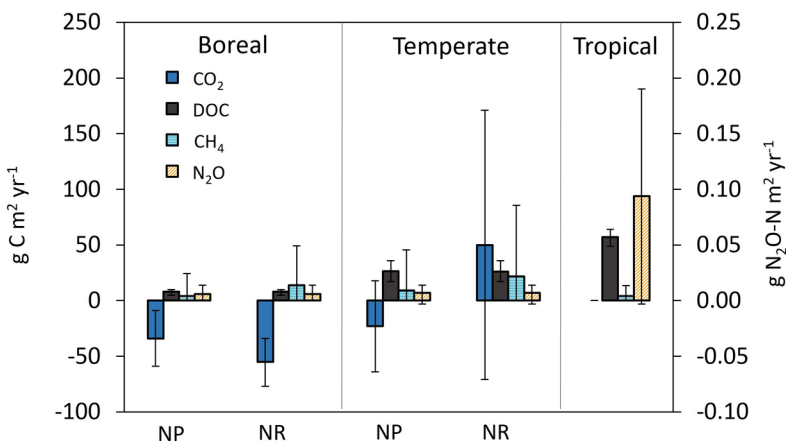 Boreal Temperate Tropical
CO₂
DOC
CH₄
N₂O
g C m² yr⁻¹
250
200
150
100
50
0
-50
-100
g N₂O-N m² yr⁻¹
0.25
0.20
0.15
0.10
0.05
0.00
-0.05
-0.10
NP NR NP NR